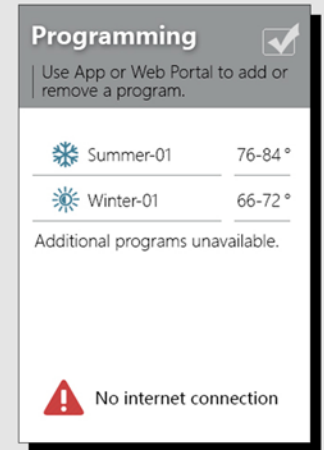 Programming
Use App or Web Portal to add or
remove a program.
Summer-01 76-84°
Winter-01 66-72°
Additional programs unavailable.
No internet connection